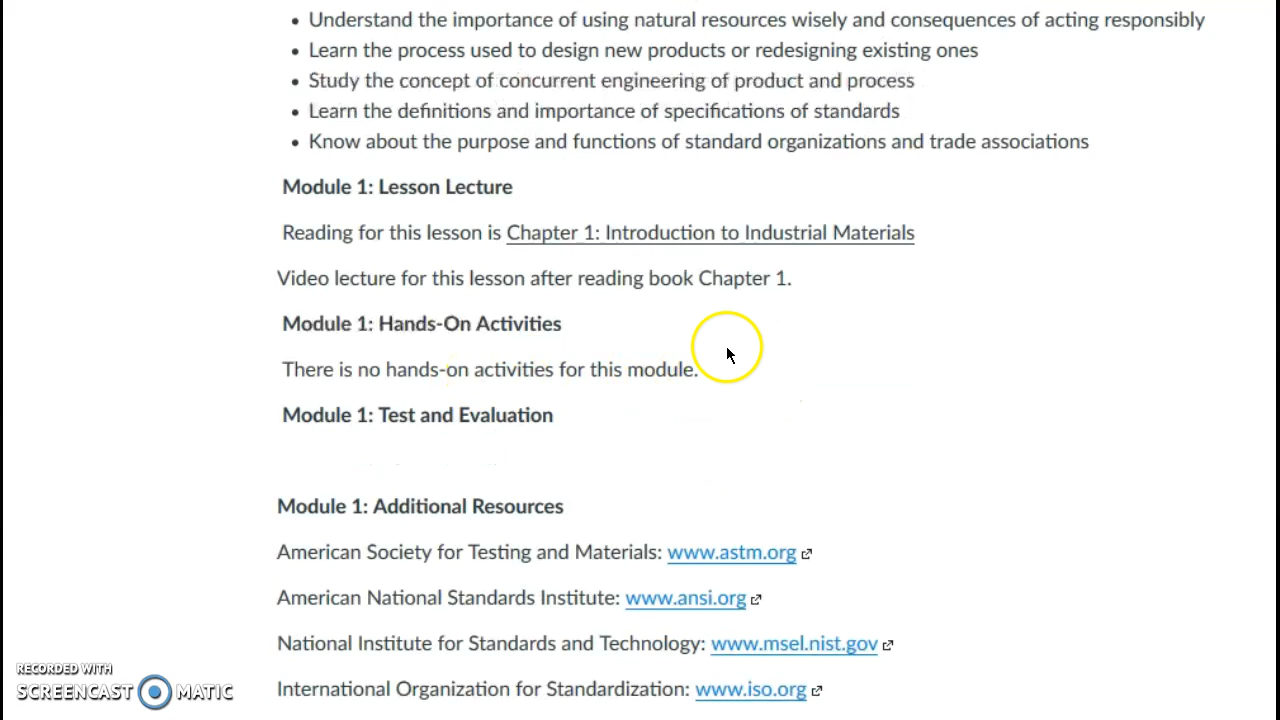 Understand the importance of using natural resources wisely and consequences of acting responsibly
Learn the process used to design new products or redesigning existing ones
Study the concept of concurrent engineering of product and process
Learn the definitions and importance of specifications of standards
Know about the purpose and functions of standard organizations and trade associations
Module 1: Lesson Lecture
Reading for this lesson is Chapter 1: Introduction to Industrial Materials
Video lecture for this lesson after reading book Chapter 1.
Module 1: Hands-On Activities
There is no hands-on activities for this module.
Module 1: Test and Evaluation
Module 1: Additional Resources
American Society for Testing and Materials: www.astm.org
American National Standards Institute: www.ansi.org
National Institute for Standards and Technology: www.msel.nist.gov
International Organization for Standardization: www.iso.org
RECORDED WITH
SCREENCAST MATIC